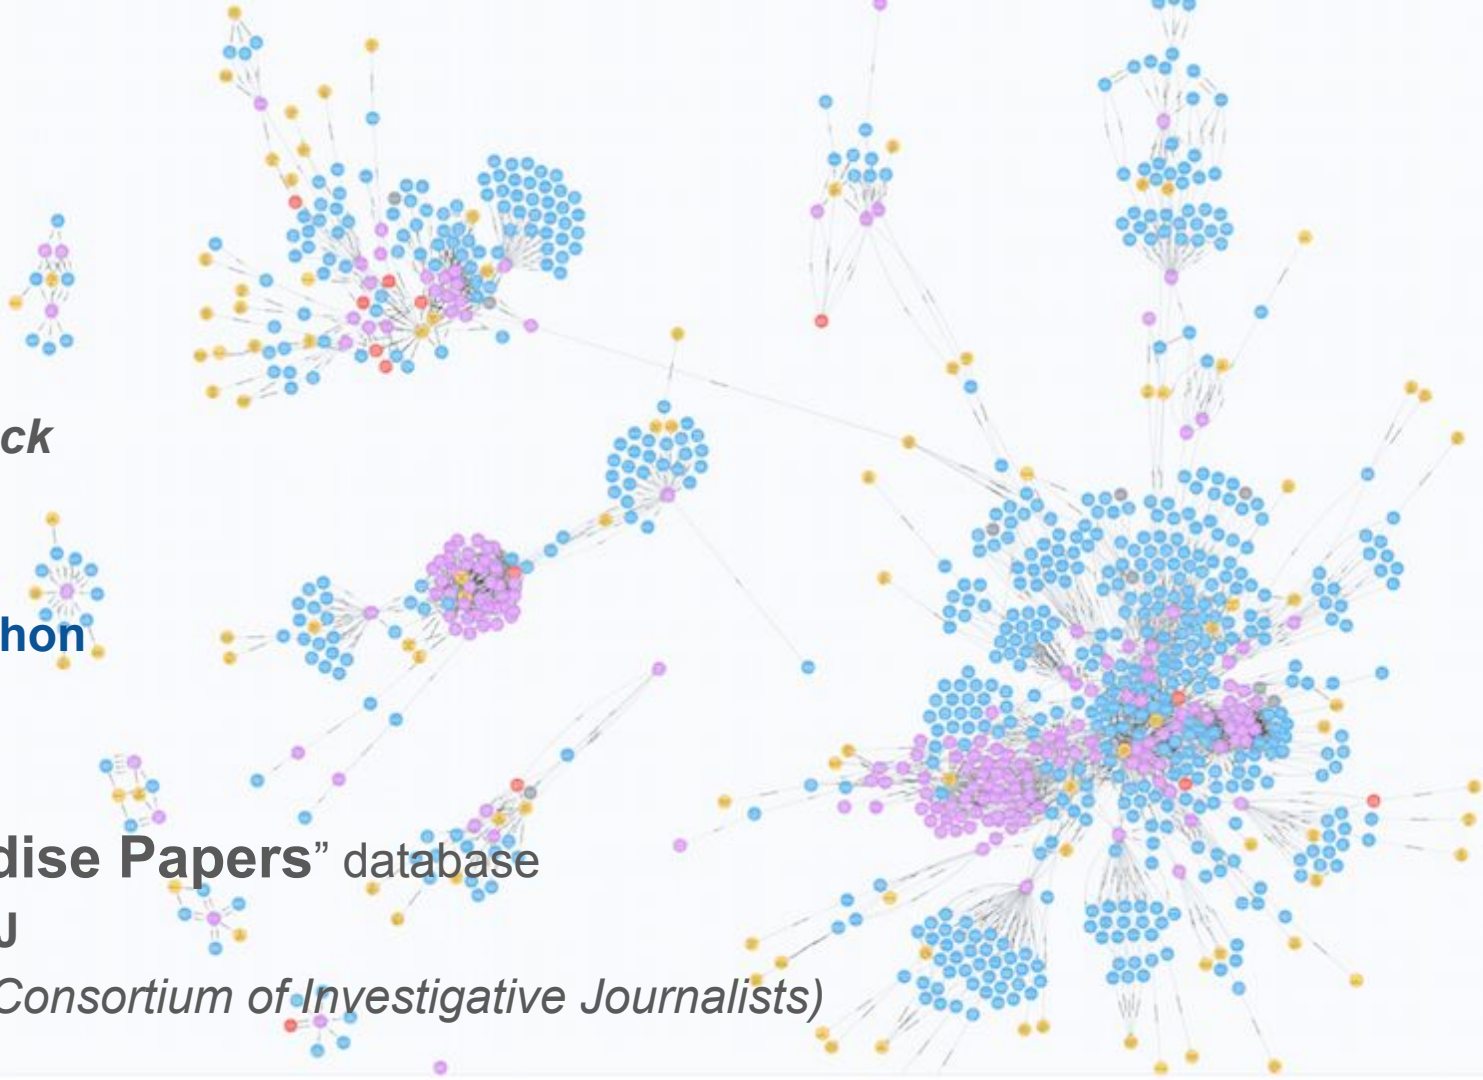 ck
hon
dise Papers” database
J
Consortium of Investigative Journalists)